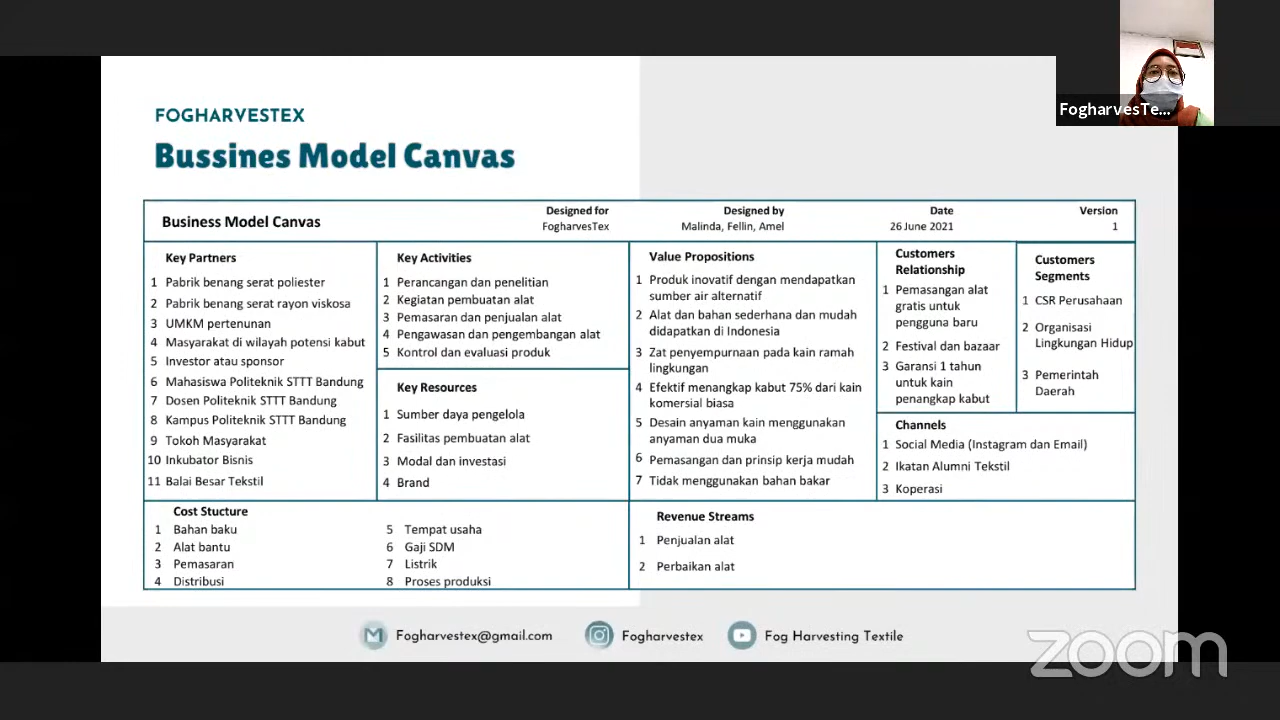 FogharvesTe...
FOGHARVESTEX
Bussines Model Canvas
Business Model Canvas
Designed for
FogharvesTex
Designed by
Malinda, Fellin, Amel
Date
26 June 2021
Version
1
Key Partners
1 Pabrik benang serat poliester
2 Pabrik benang serat rayon viskosa
3 UMKM pertenunan
4 Masyarakat di wilayah potensi kabut
5 Investor atau sponsor
6 Mahasiswa Politeknik STTT Bandung
7 Dosen Politeknik STTT Bandung
8 Kampus Politeknik STTT Bandung
9 Tokoh Masyarakat
10 Inkubator Bisnis
11 Balai Besar Tekstil
Key Activities
1 Perancangan dan penelitian
2 Kegiatan pembuatan alat
3 Pemasaran dan penjualan alat
4 Pengawasan dan pengembangan alat
5 Kontrol dan evaluasi produk
Key Resources
1 Sumber daya pengelola
2 Fasilitas pembuatan alat
3 Modal dan investasi
4 Brand
Value Propositions
1 Produk inovatif dengan mendapatkan
sumber air alternatif
2 Alat dan bahan sederhana dan mudah
didapatkan di Indonesia
3 Zat penyempurnaan pada kain ramah
lingkungan
4 Efektif menangkap kabut 75% dari kain
komersial biasa
5 Desain anyaman kain menggunakan
anyaman dua muka
6 Pemasangan dan prinsip kerja mudah
7 Tidak menggunakan bahan bakar
Customers
Relationship
1 Pemasangan alat
gratis untuk
pengguna baru
2 Festival dan bazaar
3 Garansi 1 tahun
untuk kain
penangkap kabut
Customers
Segments
1 CSR Perusahaan
2 Organisasi
Lingkungan Hidup
3 Pemerintah
Daerah
Channels
1 Social Media (Instagram dan Email)
2 Ikatan Alumni Tekstil
3 Koperasi
Cost Stucture
1 Bahan baku
2 Alat bantu
3 Pemasaran
4 Distribusi
5 Tempat usaha
6 Gaji SDM
7 Listrik
8 Proses produksi
Revenue Streams
1 Penjualan alat
2 Perbaikan alat
Fogharvestex@gmail.com
Fogharvestex
Fog Harvesting Textile
zoom